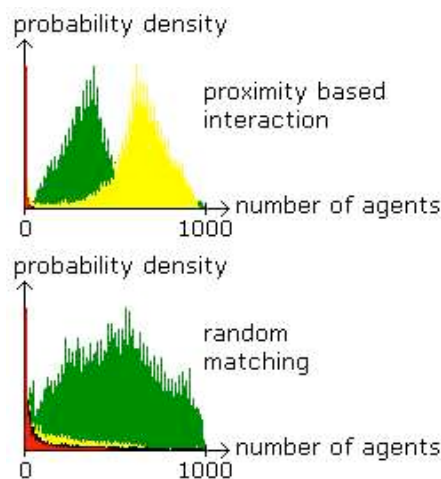 probability density
proximity based
interaction
number of agents
0
1000
probability density
random
matching
number of agents
0
1000